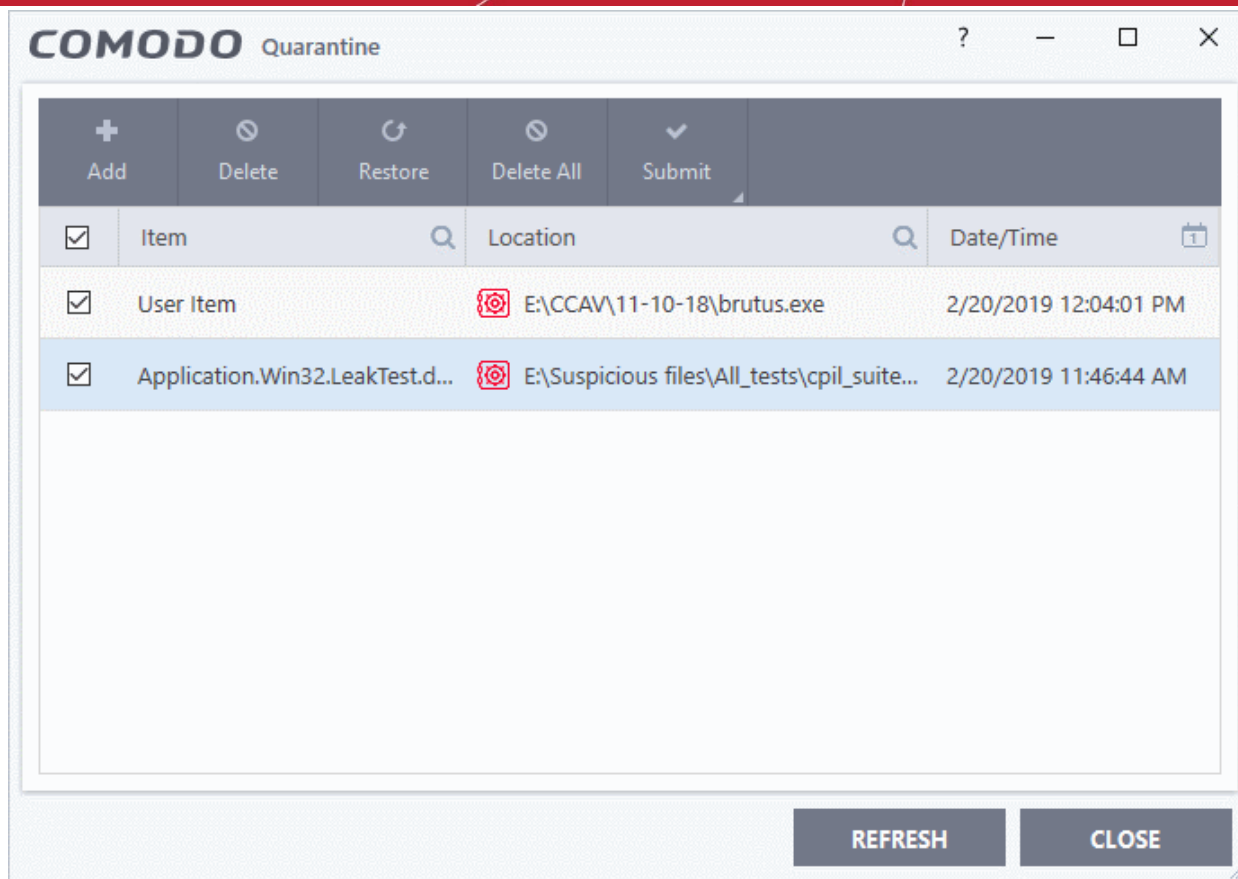 COMODO Quarantine ?
Add Delete Restore Delete All Submit
Item Location Date/Time 1
User Item E:\CCAV\11-10-18\brutus.exe 2/20/2019 12:04:01 PM
Application.Win32.LeakTest.d... E:\Suspicious files\All_tests\cpil_suite... 2/20/2019 11:46:44 AM
REFRESH CLOSE